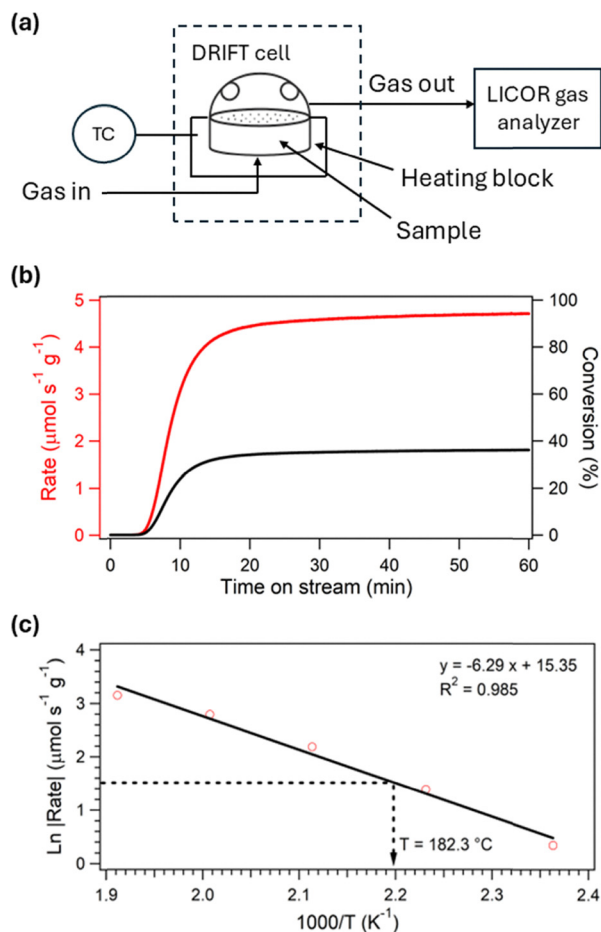 (a)
DRIFT cell
Gas out
LICOR gas
analyzer
TC
Gas in
Heating block
Sample
(b)
Rate (μmol s⁻¹ g⁻¹)
5
4
3
2
1
0
100
80
60
40
20
0
Conversion (%)
0 10 20 30 40 50 60
Time on stream (min)
(c)
Ln |Rate| (μmol s⁻¹ g⁻¹)
4
3
2
1
0
y = -6.29 x + 15.35
R² = 0.985
T = 182.3 °C
1.9 2.0 2.1 2.2 2.3 2.4
1000/T (K⁻¹)